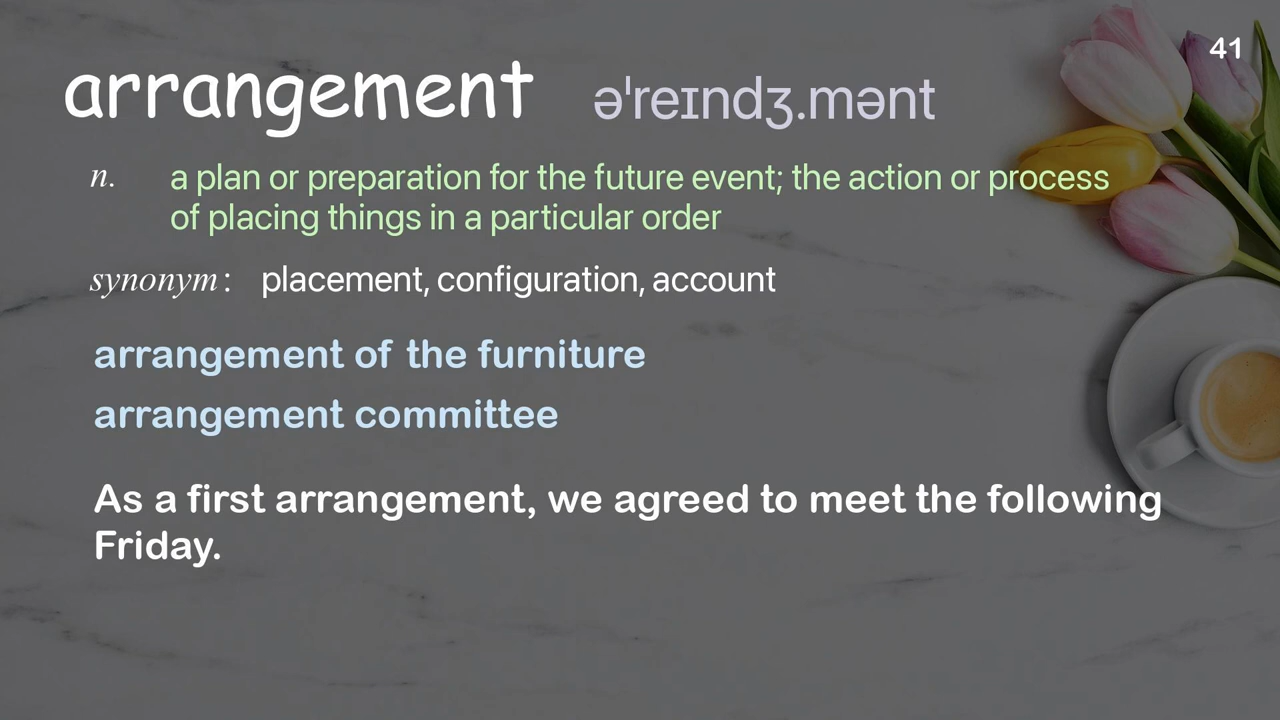 41
arrangement əˈreɪndʒ.mənt
n. a plan or preparation for the future event; the action or process
of placing things in a particular order
synonym: placement, configuration, account
arrangement of the furniture
arrangement committee
As a first arrangement, we agreed to meet the following
Friday.